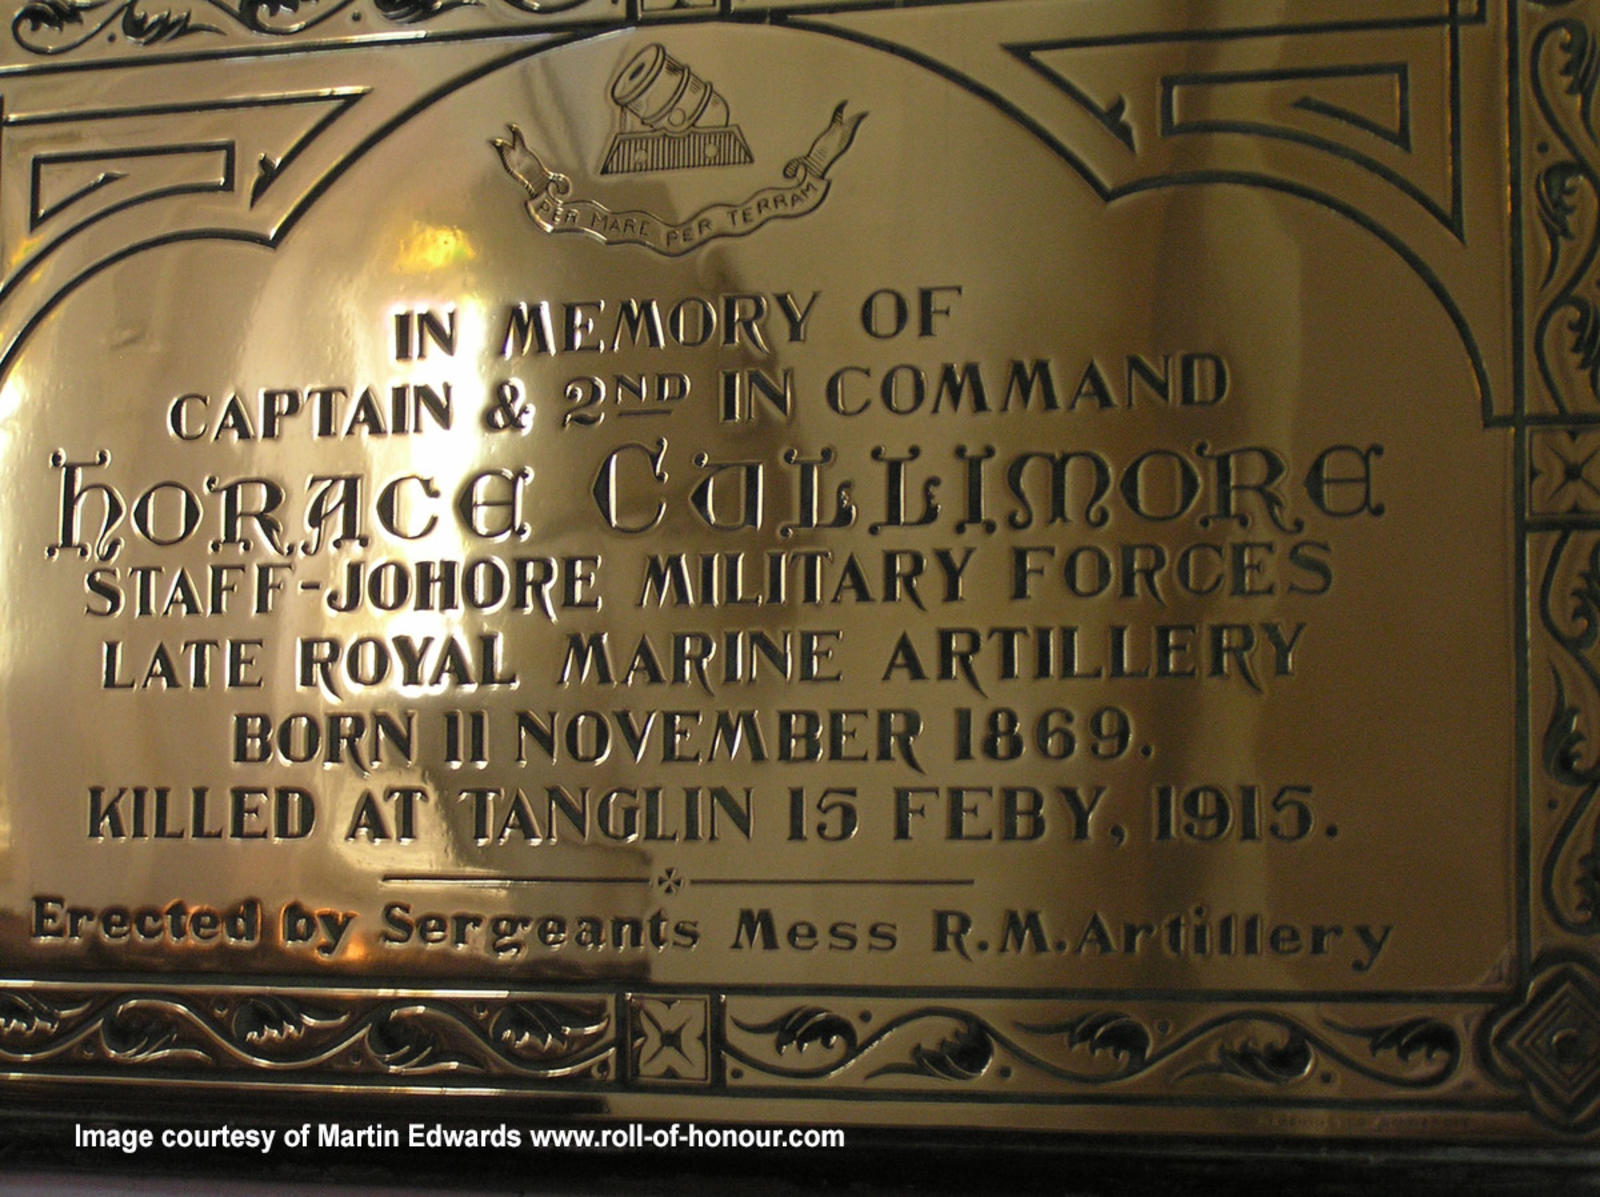 PER MARE PER TERRAM
IN MEMORY OF
CAPTAIN & 2ND IN COMMAND
HORACE CULLIMORE
STAFF-JOHORE MILITARY FORCES
LATE ROYAL MARINE ARTILLERY
BORN 11 NOVEMBER 1869.
KILLED AT TANGLIN 15 FEBY, 1915.
Erected by Sergeants Mess R.M.Artillery
Image courtesy of Martin Edwards www.roll-of-honour.com